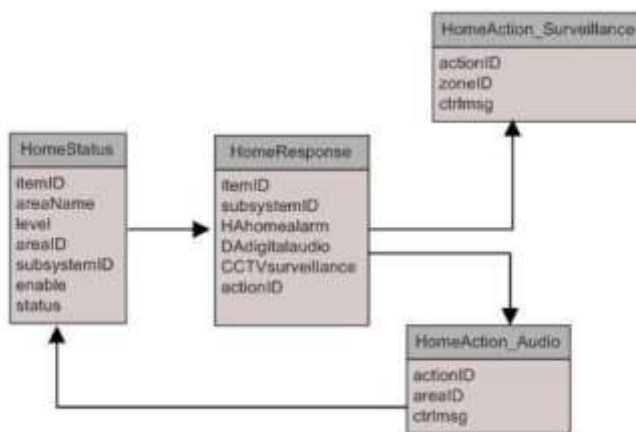 HomeAction_Surveillance
actionID
zoneID
ctrlmsg
HomeStatus
itemID
areaName
level
areaID
subsystemID
enable
status
HomeResponse
itemID
subsystemID
HAhomealarm
DAdigitalaudio
CCTVsurveillance
actionID
HomeAction_Audio
actionID
areaID
ctrlmsg